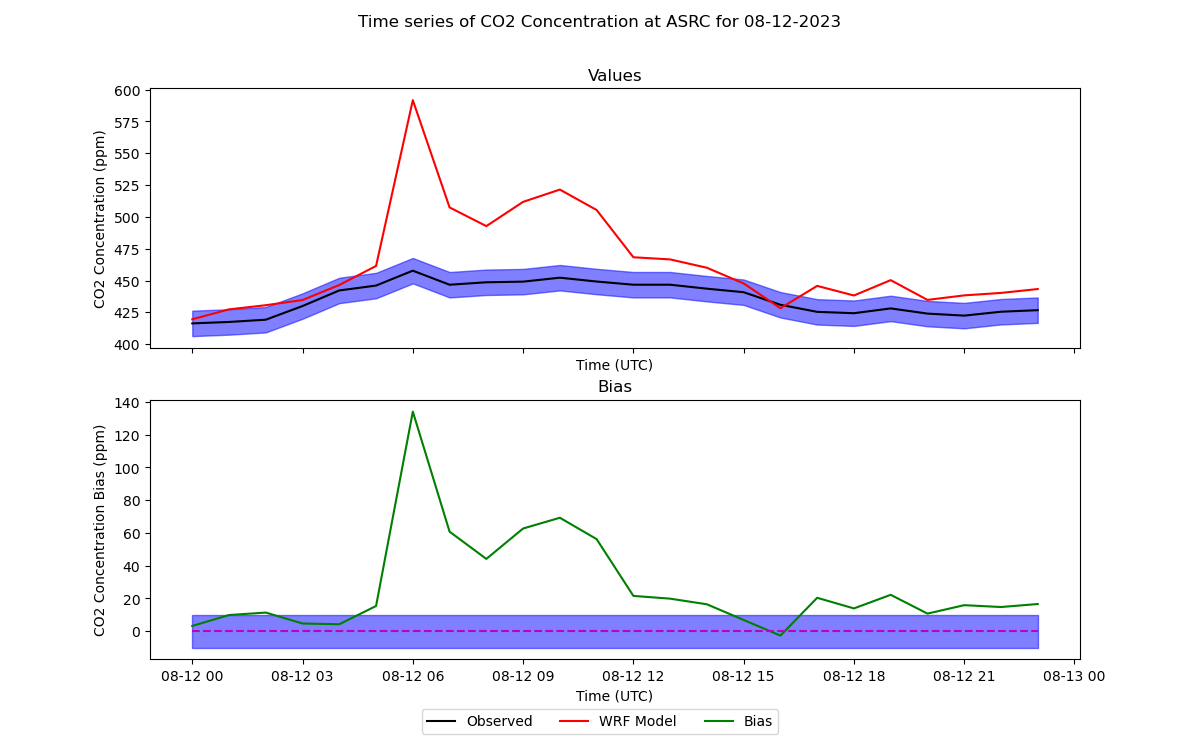 Time series of CO2 Concentration at ASRC for 08-12-2023
Values
CO2 Concentration (ppm)
600
575
550
525
500
475
450
425
400
Time (UTC)
Bias
CO2 Concentration Bias (ppm)
140
120
100
80
60
40
20
0
08-12 00 08-12 03 08-12 06 08-12 09 08-12 12 08-12 15 08-12 18 08-12 21 08-13 00
Time (UTC)
Observed WRF Model Bias